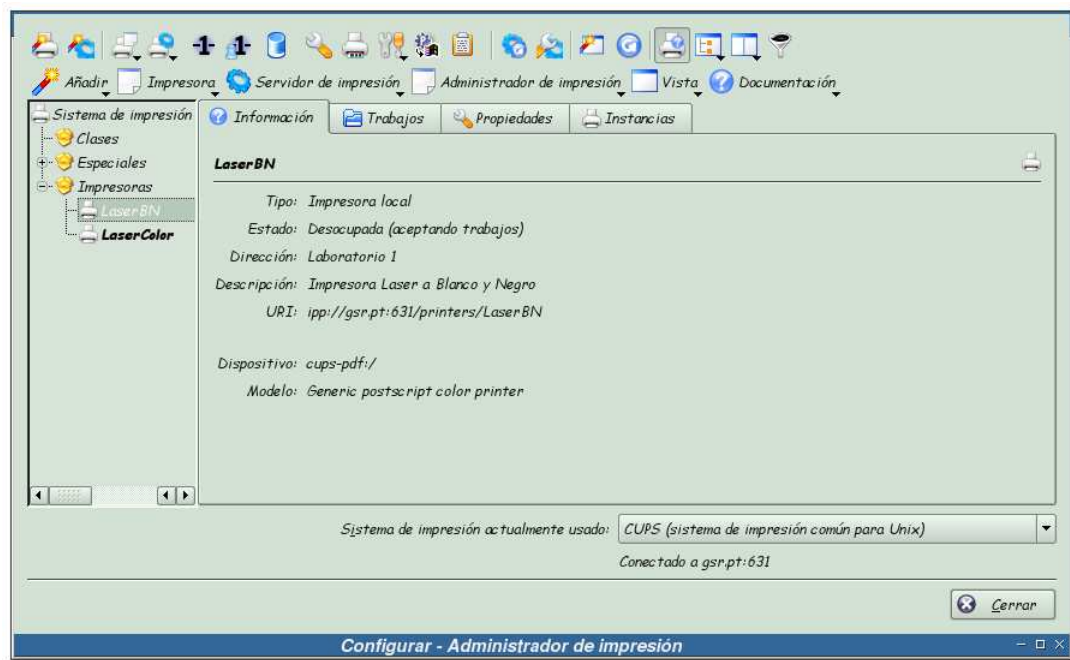 Añadir Impresora Servidor de impresión Administrador de impresión Vista Documentación
Sistema de impresión
Clases
Especiales
Impresoras
LaserBN
LaserColor
Información Trabajos Propiedades Instancias
LaserBN
Tipo: Impresora local
Estado: Desocupada (aceptando trabajos)
Dirección: Laboratorio 1
Descripción: Impresora Laser a Blanco y Negro
URI: ipp://gsr.pt:631/printers/LaserBN
Dispositivo: cups-pdf:/
Modelo: Generic postscript color printer
Sistema de impresión actualmente usado: CUPS (sistema de impresión común para Unix)
Conectado a gsr.pt:631
Cerrar
Configurar - Administrador de impresión